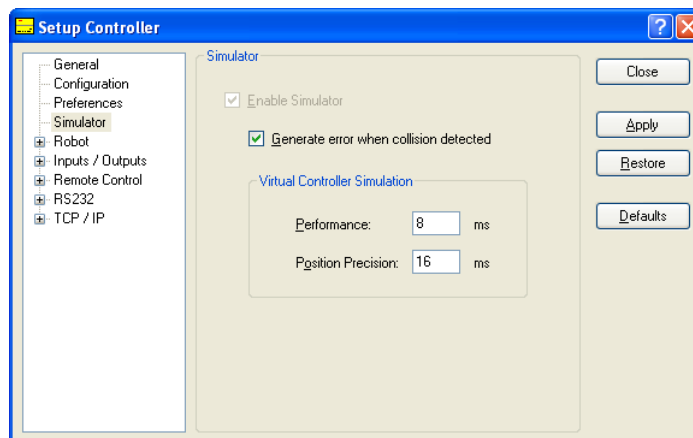 Setup Controller
General
Configuration
Preferences
Simulator
Robot
Inputs / Outputs
Remote Control
RS232
TCP / IP
Simulator
Enable Simulator
Generate error when collision detected
Virtual Controller Simulation
Performance: 8 ms
Position Precision: 16 ms
Close
Apply
Restore
Defaults